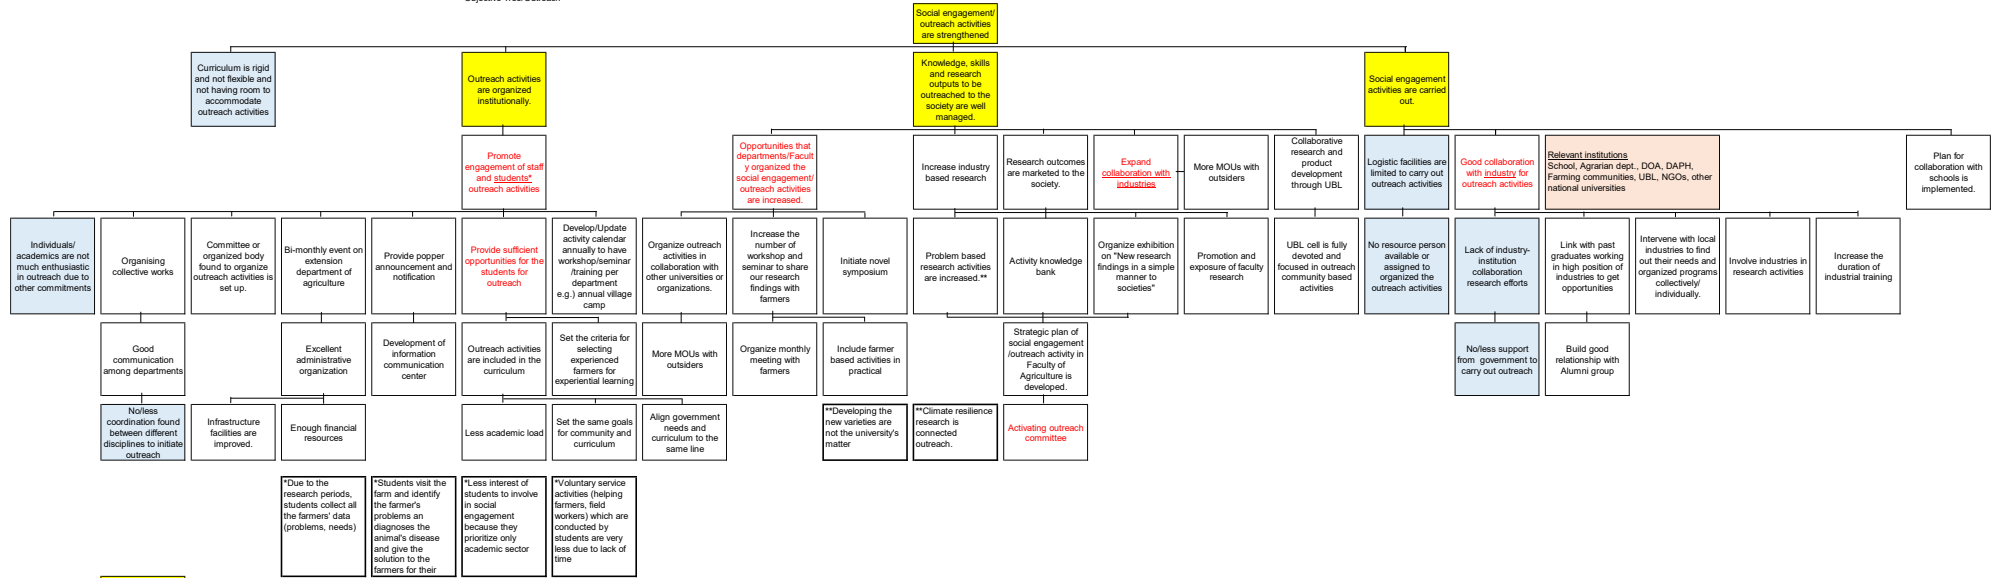 Objective Tree/Outreach
Social engagement/
outreach activities
are strengthened
Curriculum is rigid
and not flexible and
not having room to
accommodate
outreach activities
Outreach activities
are organized
institutionally.
Knowledge, skills
and research
outputs to be
outreached to the
society are well
managed.
Social engagement
activities are carried
out.
Promote
engagement of staff
and students*
outreach activities
Opportunities that
departments/Facult
y organized the
social engagement/
outreach activities
are increased.
Increase industry
based research
Research outcomes
are marketed to the
society.
Expand
collaboration with
industries
More MOUs with
outsiders
Collaborative
research and
product
development
through UBL
Logistic facilities are
limited to carry out
outreach activities
Good collaboration
with industry for
outreach activities
Relevant institutions
School, Agrarian dept., DOA, DAPH,
Farming communities, UBL, NGOs, other
national universities
Plan for
collaboration with
schools is
implemented.
Individuals/
academics are not
much enthusiastic
in outreach due to
other commitments
Organising
collective works
Committee or
organized body
found to organize
outreach activities is
set up.
Bi-monthly event on
extension
department of
agriculture
Provide popper
announcement and
notification
Provide sufficient
opportunities for the
students for
outreach
Develop/Update
activity calendar
annually to have
workshop/seminar
/training per
department
e.g.) annual village
camp
Organize outreach
activities in
collaboration with
other universities or
organizations.
Increase the
number of
workshop and
seminar to share
our research
findings with
farmers
Initiate novel
symposium
Problem based
research activities
are increased.**
Activity knowledge
bank
Organize exhibition
on "New research
findings in a simple
manner to
societies"
Promotion and
exposure of faculty
research
UBL cell is fully
devoted and
focused in outreach
community based
activities
No resource person
available or
assigned to
organized the
outreach activities
Lack of industry-
institution
collaboration
research efforts
Link with past
graduates working
in high position of
industries to get
opportunities
Intervene with local
industries to find
out their needs and
organized programs
collectively/
individually.
Involve industries in
research activities
Increase the
duration of
industrial training
Good
communication
among departments
Excellent
administrative
organization
Development of
information
communication
center
Outreach activities
are included in the
curriculum
Set the criteria for
selecting
experienced
farmers for
experiential learning
More MOUs with
outsiders
Organize monthly
meeting with
farmers
Include farmer
based activities in
practical
Strategic plan of
social engagement
/outreach activity in
Faculty of
Agriculture is
developed.
No/less support
from government to
carry out outreach
Build good
relationship with
Alumni group
No/less
coordination found
between different
disciplines to initiate
outreach
Infrastructure
facilities are
improved.
Enough financial
resources
Less academic load
Set the same goals
for community and
curriculum
Align government
needs and
curriculum to the
same line
**Developing the
new varieties are
not the university's
matter
**Climate resilience
research is
connected
outreach.
Activating outreach
committee
*Due to the
research periods,
students collect all
the farmers' data
(problems, needs)
*Students visit the
farm and identify
the farmer's
problems an
diagnoses the
animal's disease
and give the
solution to the
farmers for their
*Less interest of
students to involve
in social
engagement
because they
prioritize only
academic sector
*Voluntary service
activities (helping
farmers, field
workers) which are
conducted by
students are very
less due to lack of
time